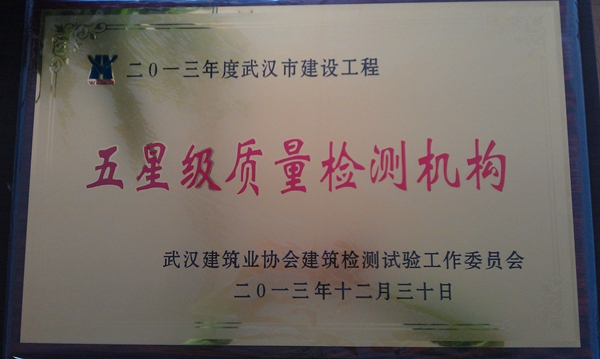 二0一三年度武汉市建设工程
五星级质量检测机构
武汉建筑业协会建筑检测试验工作委员会
二0一三年十二月三十日